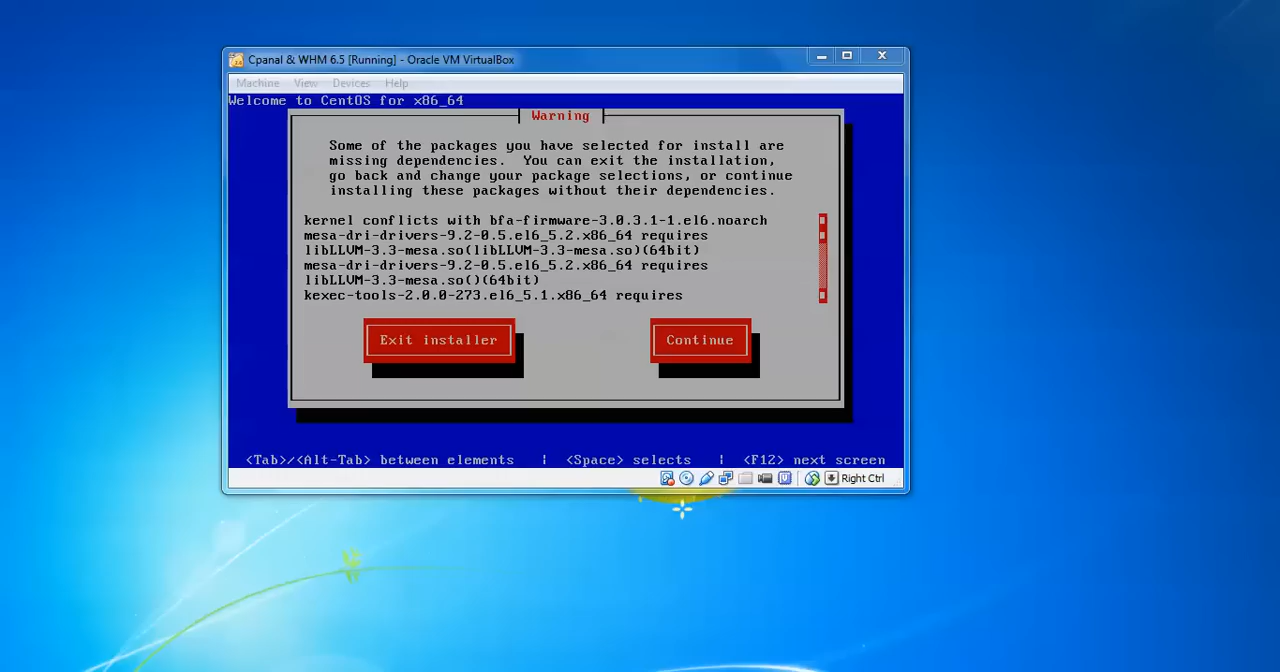 Cpanal & WHM 6.5 [Running] - Oracle VM VirtualBox
Machine View Devices Help
Welcome to CentOS for x86_64
Warning
Some of the packages you have selected for install are
missing dependencies. You can exit the installation,
go back and change your package selections, or continue
installing these packages without their dependencies.
kernel conflicts with bfa-firmware-3.0.3.1-1.el6.noarch
mesa-dri-drivers-9.2-0.5.el6_5.2.x86_64 requires
libLLVM-3.3-mesa.so(libLLVM-3.3-mesa.so)(64bit)
mesa-dri-drivers-9.2-0.5.el6_5.2.x86_64 requires
libLLVM-3.3-mesa.so()(64bit)
kexec-tools-2.0.0-273.el6_5.1.x86_64 requires
Exit installer Continue
<Tab>/<Alt-Tab> between elements | <Space> selects | <F12> next screen
Right Ctrl